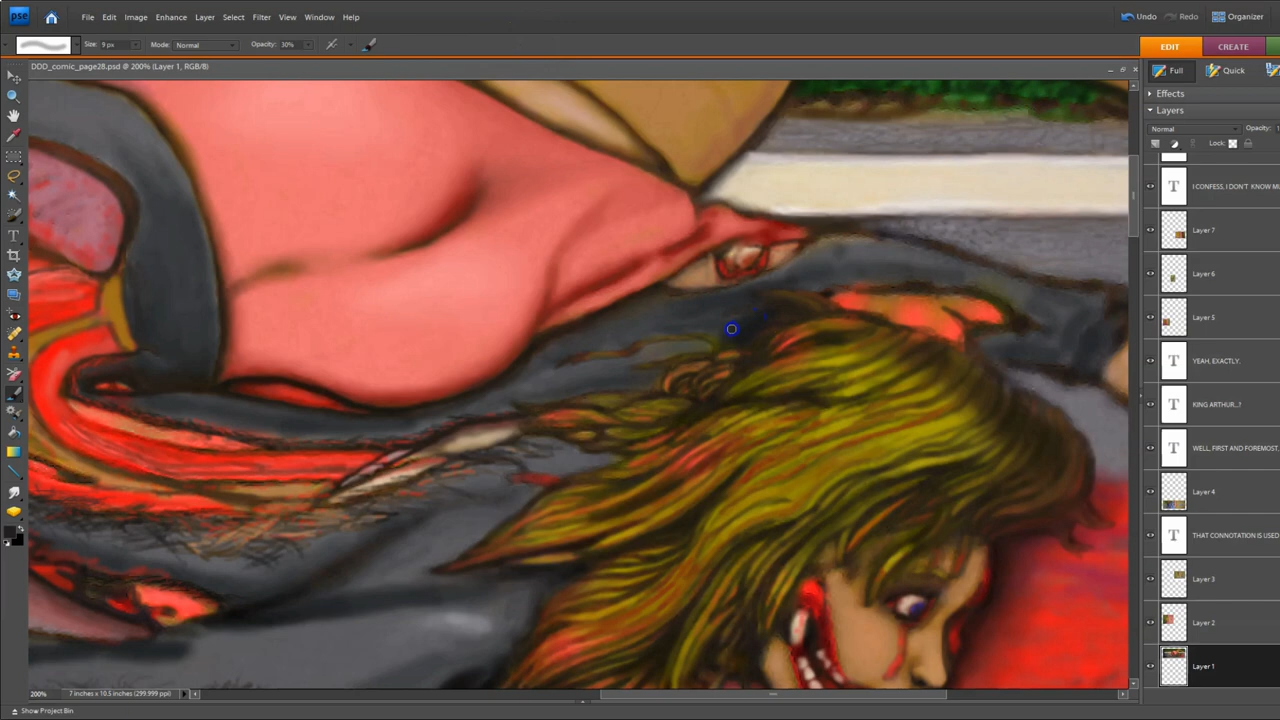 pse File Edit Image Enhance Layer Select Filter View Window Help Undo Redo Organizer
Size: 9 px Mode: Normal Opacity: 30% EDIT CREATE
DDD_comic_page28.psd @ 200% (Layer 1, RGB/8)
Full Quick
Effects
Layers
Normal Opacity: 1
Lock:
T I CONFESS, I DON'T KNOW MU
Layer 7
Layer 6
Layer 5
T YEAH, EXACTLY.
T KING ARTHUR...?
T WELL, FIRST AND FOREMOST,
Layer 4
T THAT CONNOTATION IS USED
Layer 3
Layer 2
Layer 1
200% 7 inches x 10.5 inches (299.999 ppi)
Show Project Bin